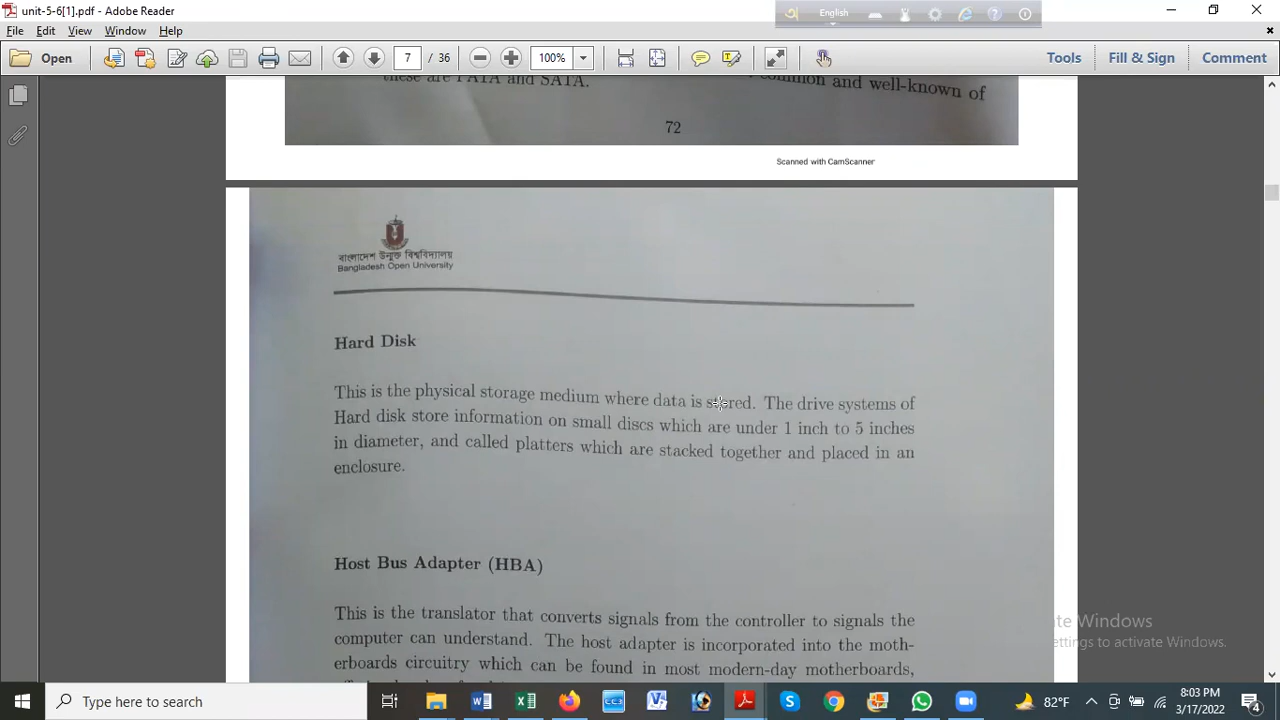 unit-5-6[1].pdf - Adobe Reader
English
File Edit View Window Help
Open 7 / 36 100% Tools Fill & Sign Comment
these are PATA and SATA. common and well-known of
72
Scanned with CamScanner
বাংলাদেশ উন্মুক্ত বিশ্ববিদ্যালয়
Bangladesh Open University
Hard Disk
This is the physical storage medium where data is stored. The drive systems of
Hard disk store information on small discs which are under 1 inch to 5 inches
in diameter, and called platters which are stacked together and placed in an
enclosure.
Host Bus Adapter (HBA)
This is the translator that converts signals from the controller to signals the
computer can understand. The host adapter is incorporated into the moth-
erboards circuitry which can be found in most modern-day motherboards,
Windows
ettings to activate Windows.
Type here to search
82°F
8:03 PM
3/17/2022
4